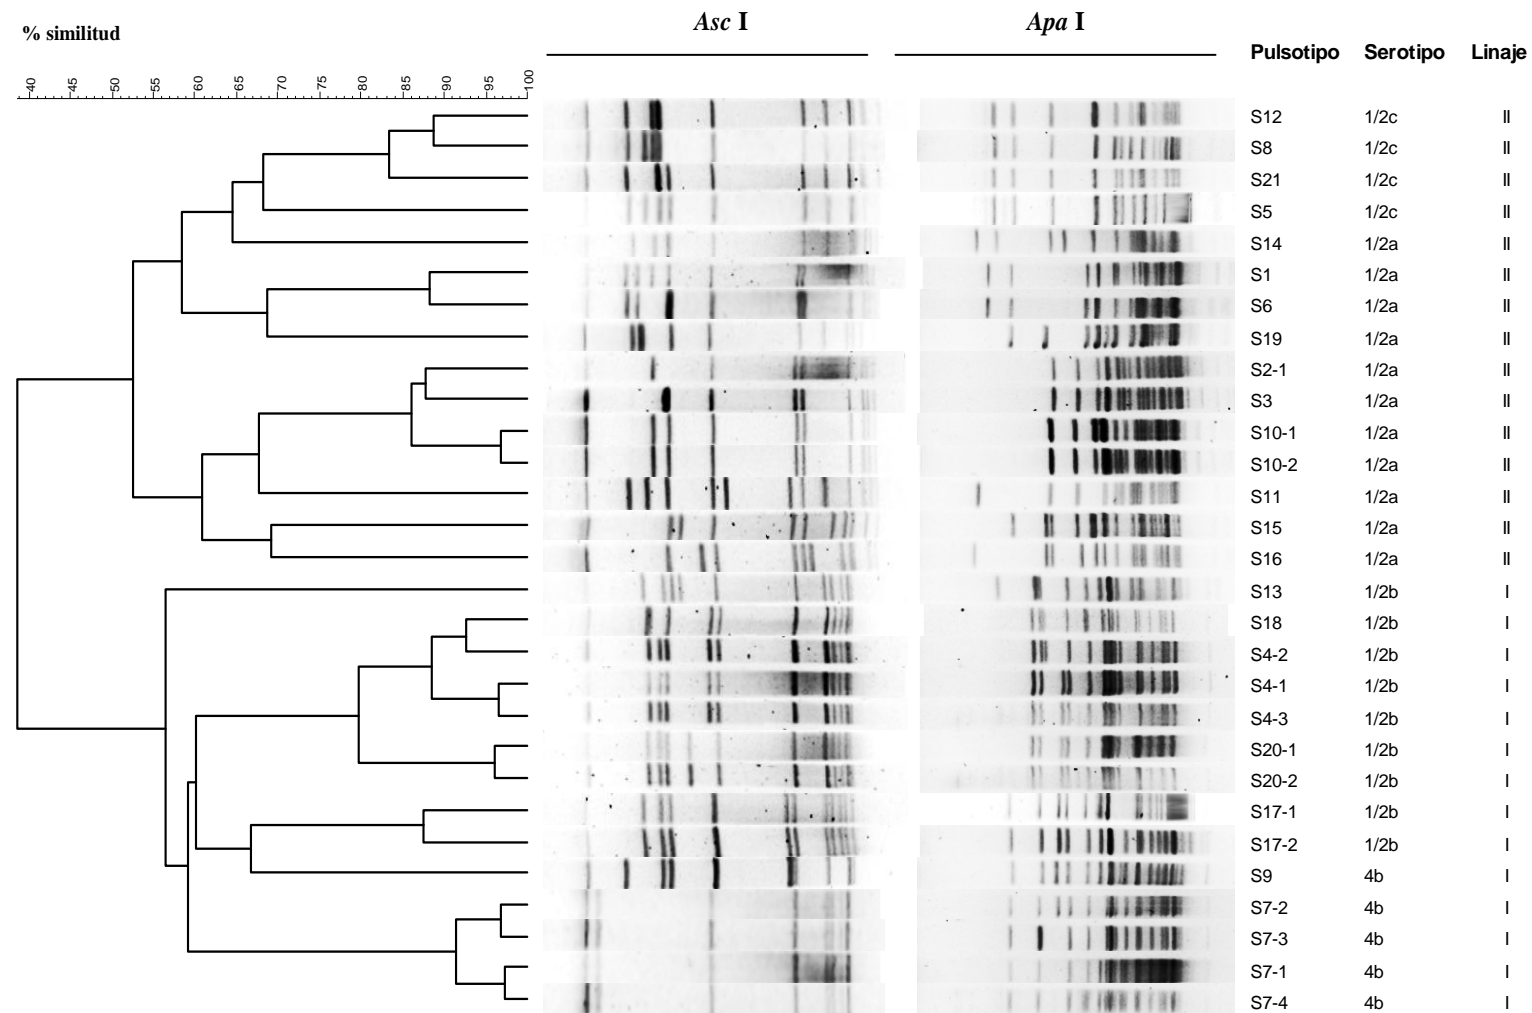 Asc I Apa I
% similitud
Pulsotipo Serotipo Linaje
40 45 50 55 60 65 70 75 80 85 90 95 100
S12 1/2c II
S8 1/2c II
S21 1/2c II
S5 1/2c II
S14 1/2a II
S1 1/2a II
S6 1/2a II
S19 1/2a II
S2-1 1/2a II
S3 1/2a II
S10-1 1/2a II
S10-2 1/2a II
S11 1/2a II
S15 1/2a II
S16 1/2a II
S13 1/2b I
S18 1/2b I
S4-2 1/2b I
S4-1 1/2b I
S4-3 1/2b I
S20-1 1/2b I
S20-2 1/2b I
S17-1 1/2b I
S17-2 1/2b I
S9 4b I
S7-2 4b I
S7-3 4b I
S7-1 4b I
S7-4 4b I